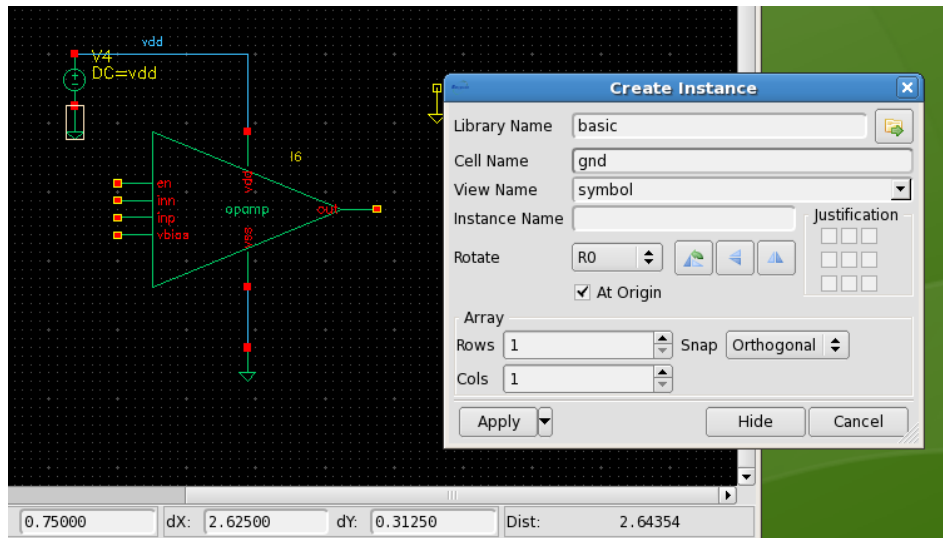 vdd
V4
DC=vdd
I6
en
inn
inp
vbias
vdd
opamp
vss
out
Create Instance
Library Name basic
Cell Name gnd
View Name symbol
Instance Name
Justification
Rotate R0
At Origin
Array
Rows 1 Snap Orthogonal
Cols 1
Apply Hide Cancel
0.75000 dX: 2.62500 dY: 0.31250 Dist: 2.64354